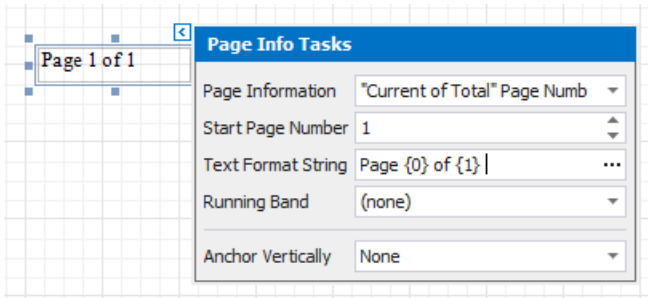 Page 1 of 1
Page Info Tasks
Page Information "Current of Total" Page Numb
Start Page Number 1
Text Format String Page {0} of {1} ...
Running Band (none)
Anchor Vertically None